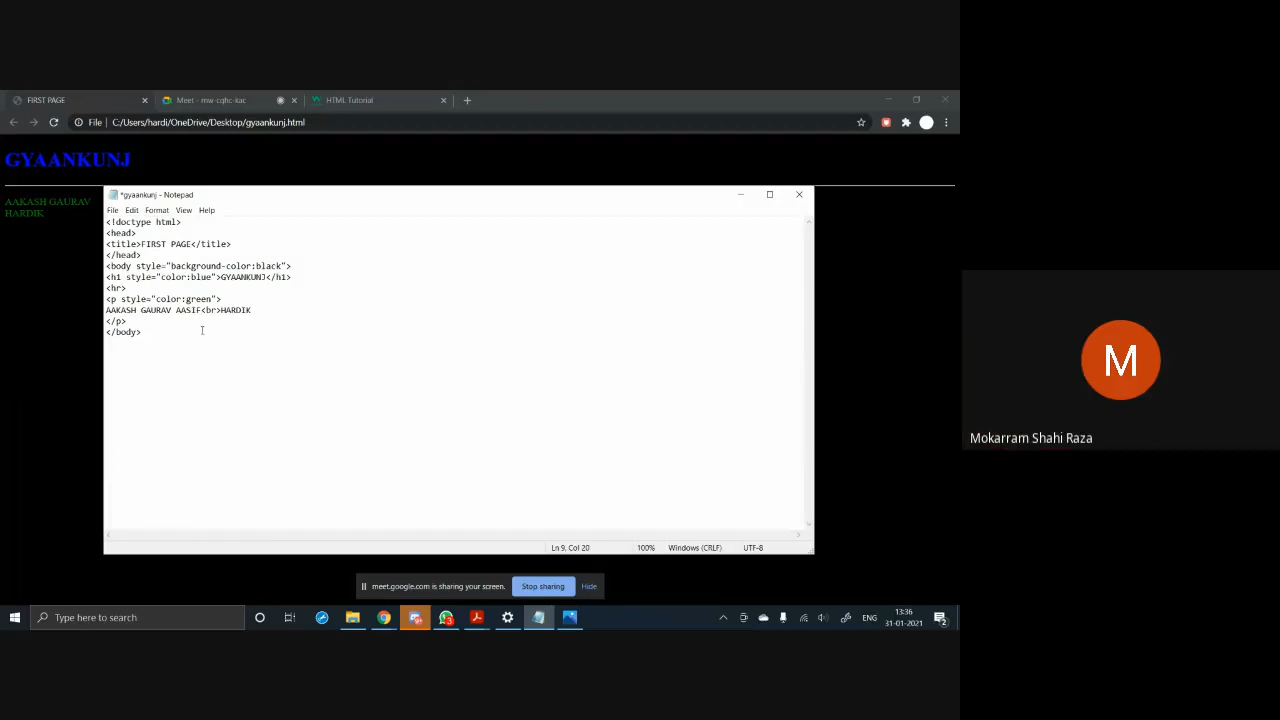 FIRST PAGE
Meet - mw-cqhc-kac
HTML Tutorial
File
C:/Users/hardi/OneDrive/Desktop/gyaankunj.html
GYAANKUNJ
AAKASH GAURAV
HARDIK
*gyaankunj - Notepad
File Edit Format View Help
<!doctype html>
<head>
<title>FIRST PAGE</title>
</head>
<body style="background-color:black">
<h1 style="color:blue">GYAANKUNJ</h1>
<hr>
<p style="color:green">
AAKASH GAURAV AASIF<br>HARDIK
</p>
</body>
Ln 9, Col 20 100% Windows (CRLF) UTF-8
meet.google.com is sharing your screen. Stop sharing Hide
M
Mokarram Shahi Raza
Type here to search
3
ENG
13:36
31-01-2021
2